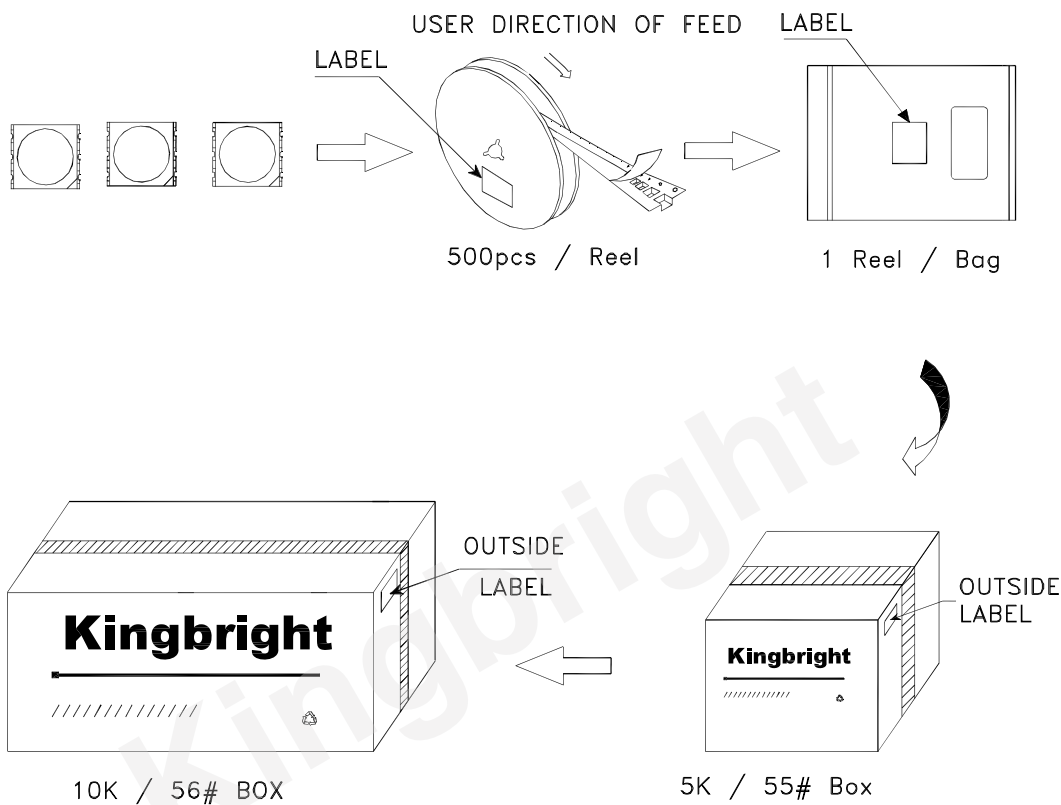 USER DIRECTION OF FEED
LABEL
LABEL
500pcs / Reel
1 Reel / Bag
OUTSIDE
LABEL
Kingbright
10K / 56# BOX
OUTSIDE
LABEL
Kingbright
5K / 55# Box
Kingbright